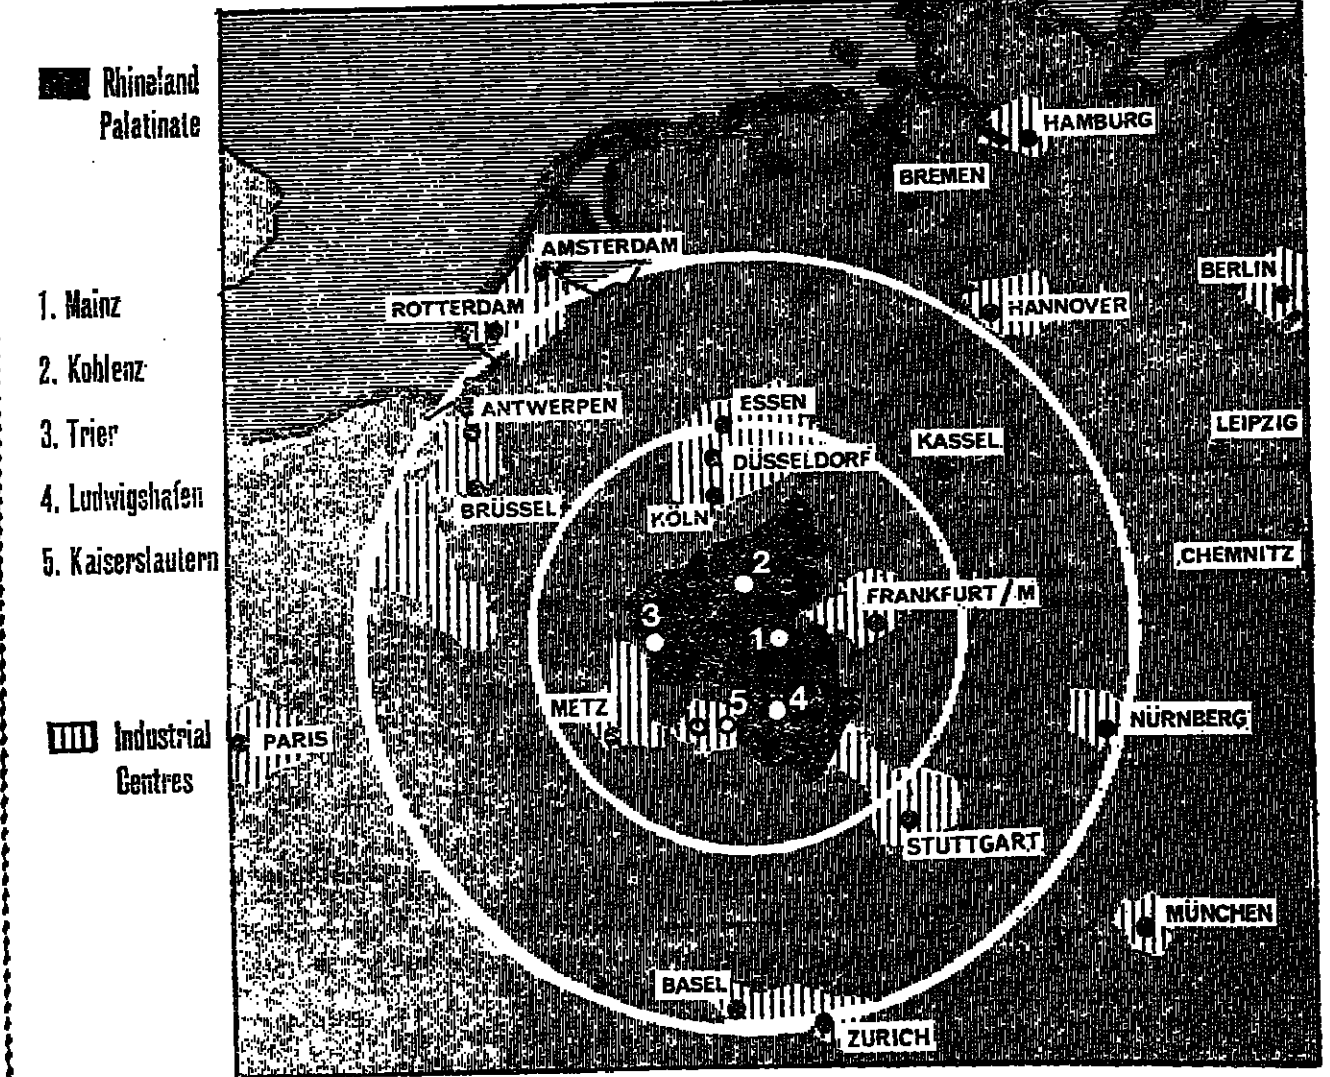 Rhineland
Palatinate
1. Mainz
2. Koblenz
3. Trier
4. Ludwigshafen
5. Kaiserslautern
Industrial
Centres
HAMBURG
BREMEN
AMSTERDAM
BERLIN
ROTTERDAM
HANNOVER
ANTWERPEN
ESSEN
LEIPZIG
KASSEL
DÜSSELDORF
BRÜSSEL
KÖLN
CHEMNITZ
2
FRANKFURT/M
3
1
METZ
5
4
NÜRNBERG
PARIS
STUTTGART
MÜNCHEN
BASEL
ZURICH